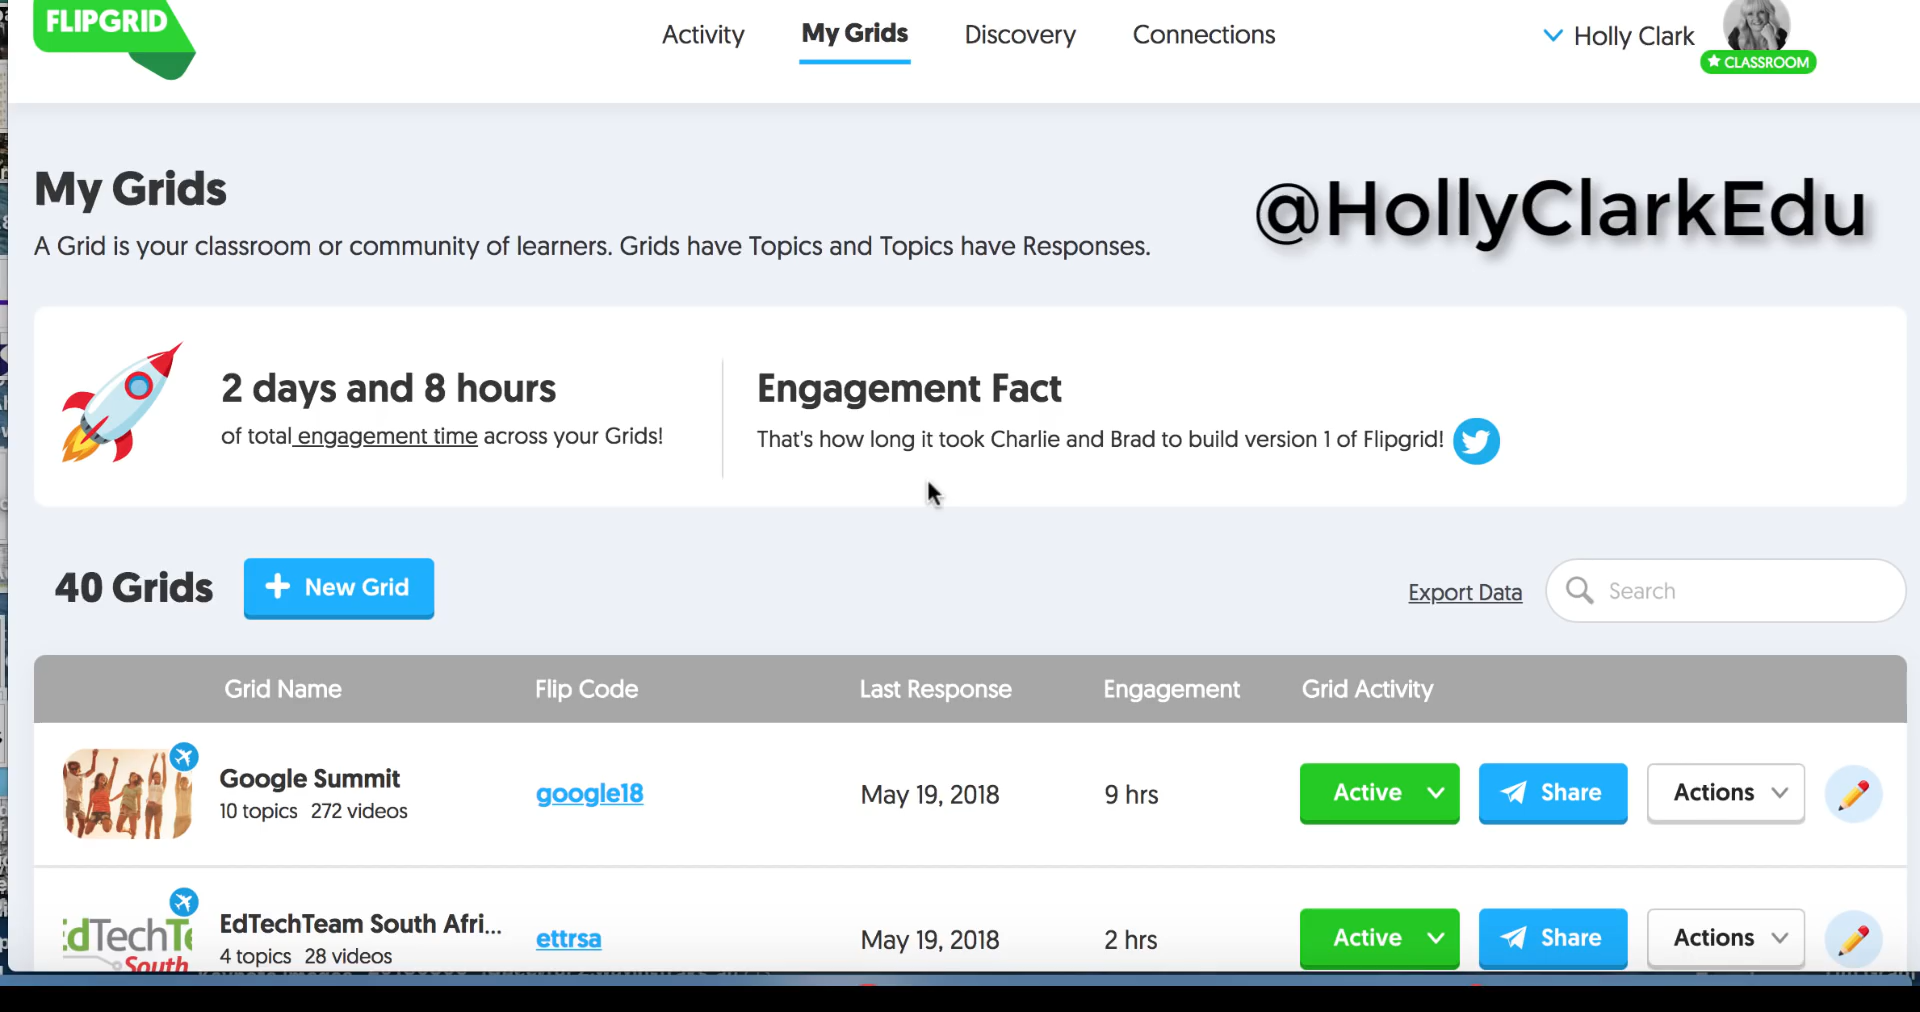 FLIPGRID
Activity My Grids Discovery Connections Holly Clark
CLASSROOM
My Grids
@HollyClarkEdu
A Grid is your classroom or community of learners. Grids have Topics and Topics have Responses.
2 days and 8 hours
of total engagement time across your Grids!
Engagement Fact
That's how long it took Charlie and Brad to build version 1 of Flipgrid!
40 Grids
+ New Grid
Export Data
Search
Grid Name Flip Code Last Response Engagement Grid Activity
Google Summit
10 topics 272 videos
google18
May 19, 2018
9 hrs
Active
Share
Actions
dTechTe
South
EdTechTeam South Afri...
4 topics 28 videos
ettrsa
May 19, 2018
2 hrs
Active
Share
Actions